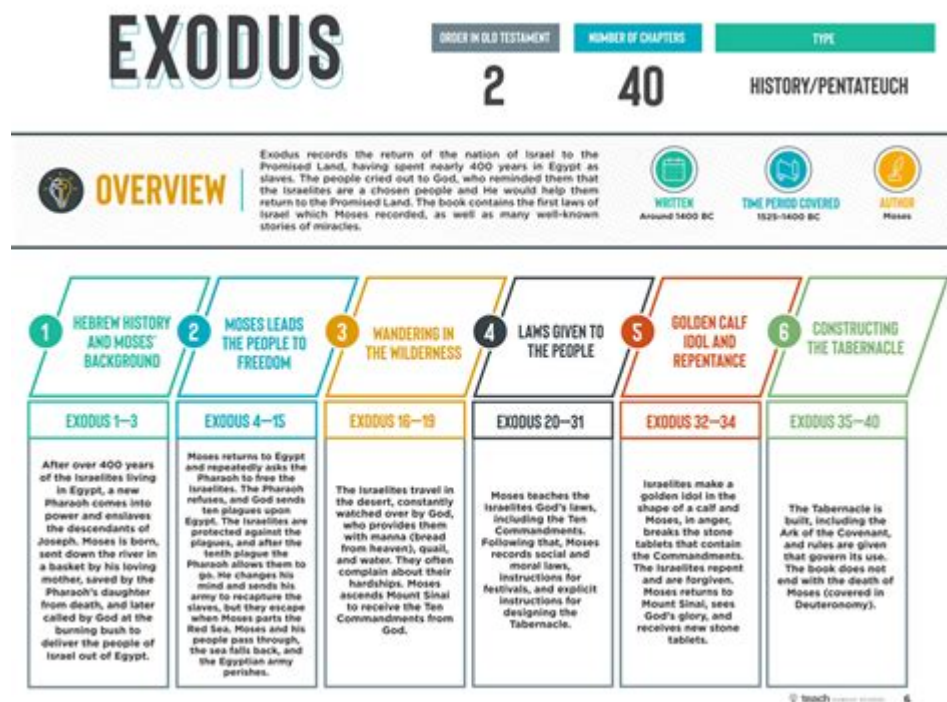 EXODUS
ORDER IN OLD TESTAMENT
2
NUMBER OF CHAPTERS
40
TYPE
HISTORY/PENTATEUCH
OVERVIEW
Exodus records the return of the nation of Israel to the
Promised Land, having spent nearly 400 years in Egypt as
slaves. The people cried out to God, who reminded them that
the Israelites are a chosen people and He would help them
return to the Promised Land. The book contains the first laws of
Israel which Moses recorded, as well as many well-known
stories of miracles.
WRITTEN
Around 1400 BC
TIME PERIOD COVERED
1525-1400 BC
AUTHOR
Moses
1
HEBREW HISTORY
AND MOSES'
BACKGROUND
EXODUS 1—3
After over 400 years
of the Israelites living
in Egypt, a new
Pharaoh comes into
power and enslaves
the descendants of
Joseph. Moses is born,
sent down the river in
a basket by his loving
mother, saved by the
Pharaoh's daughter
from death, and later
called by God at the
burning bush to
deliver the people of
Israel out of Egypt.
2
MOSES LEADS
THE PEOPLE TO
FREEDOM
EXODUS 4—15
Moses returns to Egypt
and repeatedly asks the
Pharaoh to free the
Israelites. The Pharaoh
refuses, and God sends
ten plagues upon
Egypt. The Israelites are
protected against the
plagues, and after the
tenth plague the
Pharaoh allows them to
go. He changes his
mind and sends his
army to recapture the
slaves, but they escape
when Moses parts the
Red Sea. Moses and his
people pass through,
the sea falls back, and
the Egyptian army
perishes.
3
WANDERING IN
THE WILDERNESS
EXODUS 16—19
The Israelites travel in
the desert, constantly
watched over by God,
who provides them
with manna (bread
from heaven), quail,
and water. They often
complain about their
hardships. Moses
ascends Mount Sinai
to receive the Ten
Commandments from
God.
4
LAWS GIVEN TO
THE PEOPLE
EXODUS 20—31
Moses teaches the
Israelites God's laws,
including the Ten
Commandments.
Following that, Moses
records social and
moral laws,
instructions for
festivals, and explicit
instructions for
designing the
Tabernacle.
5
GOLDEN CALF
IDOL AND
REPENTANCE
EXODUS 32—34
Israelites make a
golden idol in the
shape of a calf and
Moses, in anger,
breaks the stone
tablets that contain
the Commandments.
The Israelites repent
and are forgiven.
Moses returns to
Mount Sinai, sees
God's glory, and
receives new stone
tablets.
6
CONSTRUCTING
THE TABERNACLE
EXODUS 35—40
The Tabernacle is
built, including the
Ark of the Covenant,
and rules are given
that govern its use.
The book does not
end with the death of
Moses (covered in
Deuteronomy).
teach
6